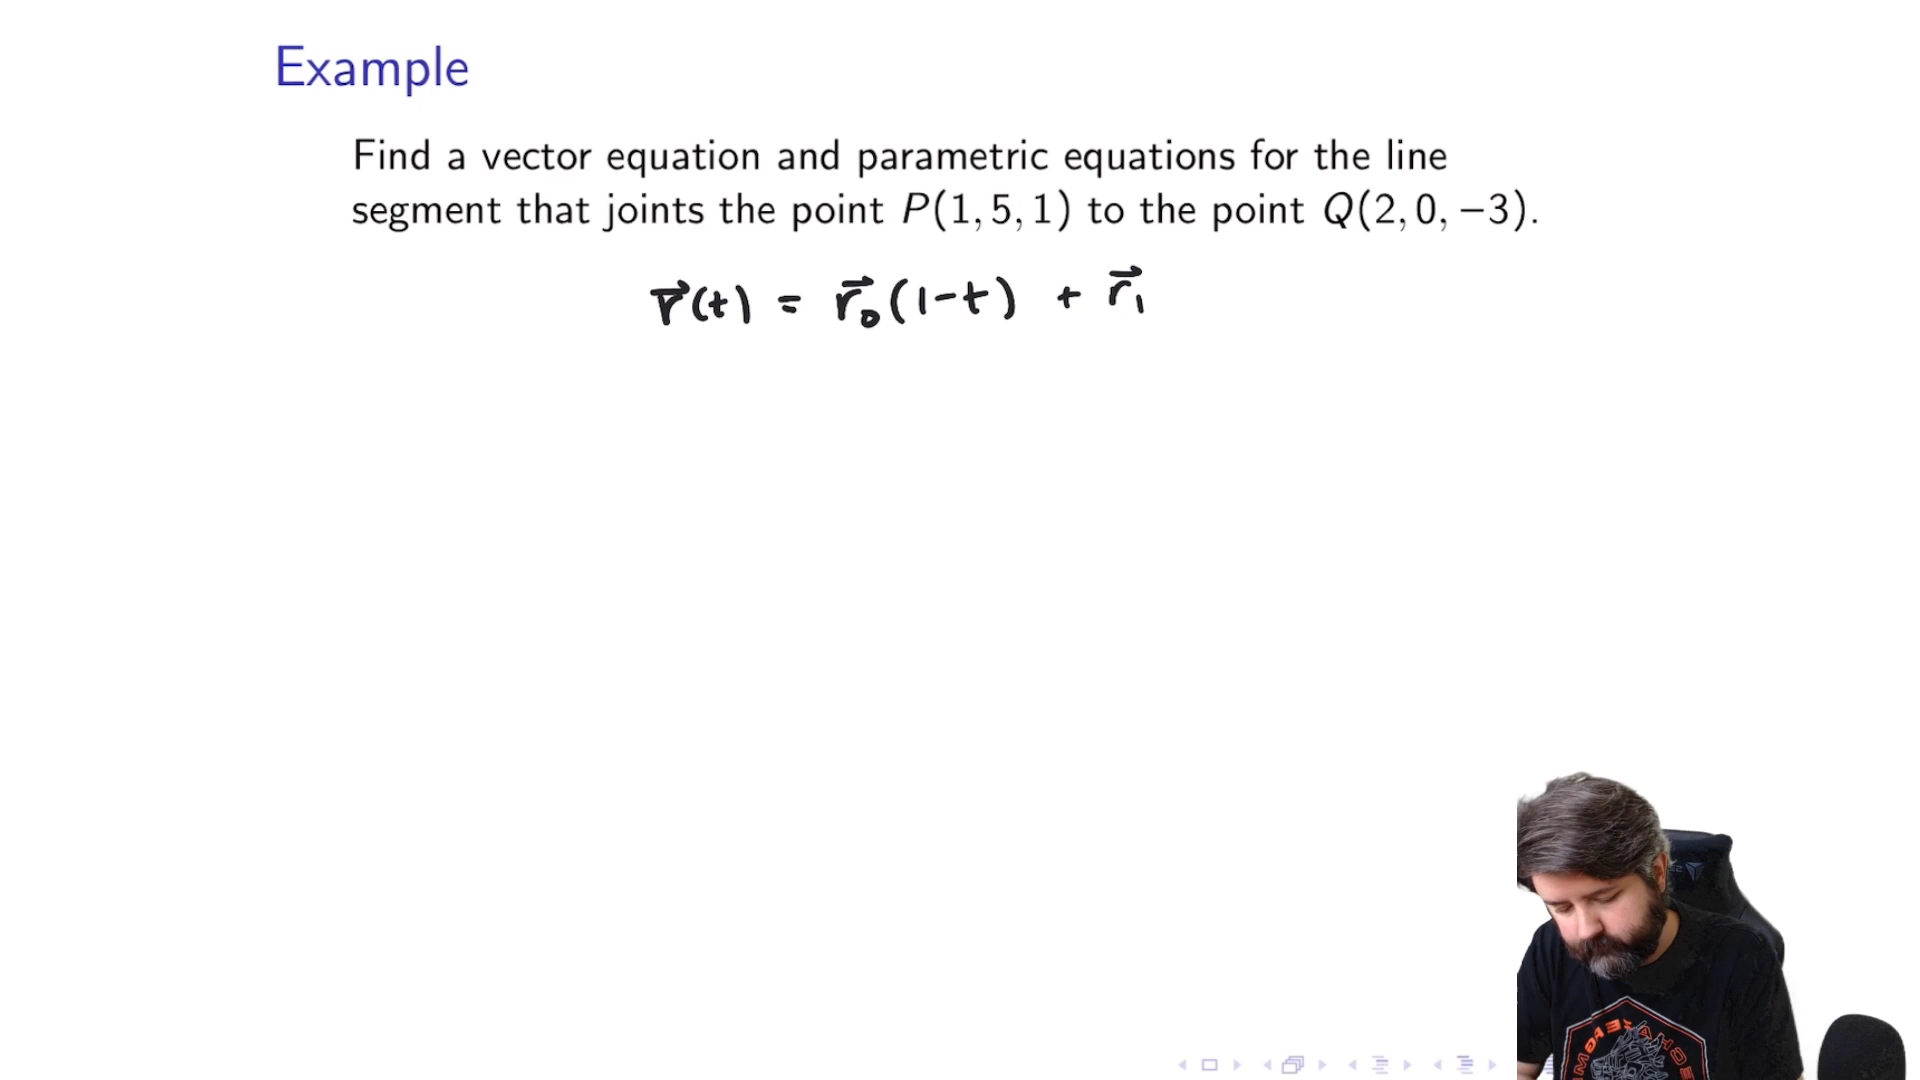 Example
Find a vector equation and parametric equations for the line
segment that joints the point P(1, 5, 1) to the point Q(2, 0, −3).
r⃗(t) = r⃗₀(1-t) + r⃗₁